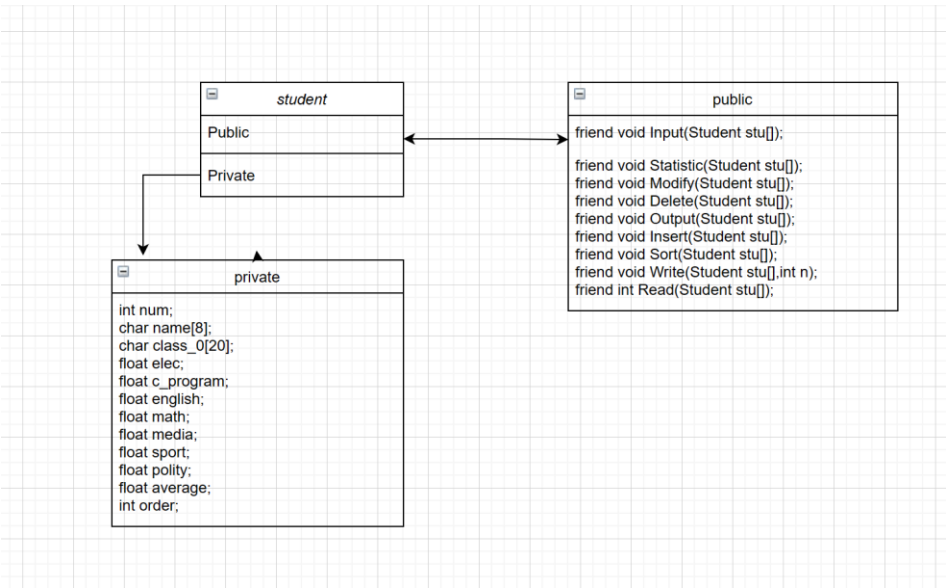 student
Public
Private
public
friend void Input(Student stu[]);
friend void Statistic(Student stu[]);
friend void Modify(Student stu[]);
friend void Delete(Student stu[]);
friend void Output(Student stu[]);
friend void Insert(Student stu[]);
friend void Sort(Student stu[]);
friend void Write(Student stu[],int n);
friend int Read(Student stu[]);
private
int num;
char name[8];
char class_0[20];
float elec;
float c_program;
float english;
float math;
float media;
float sport;
float polity;
float average;
int order;